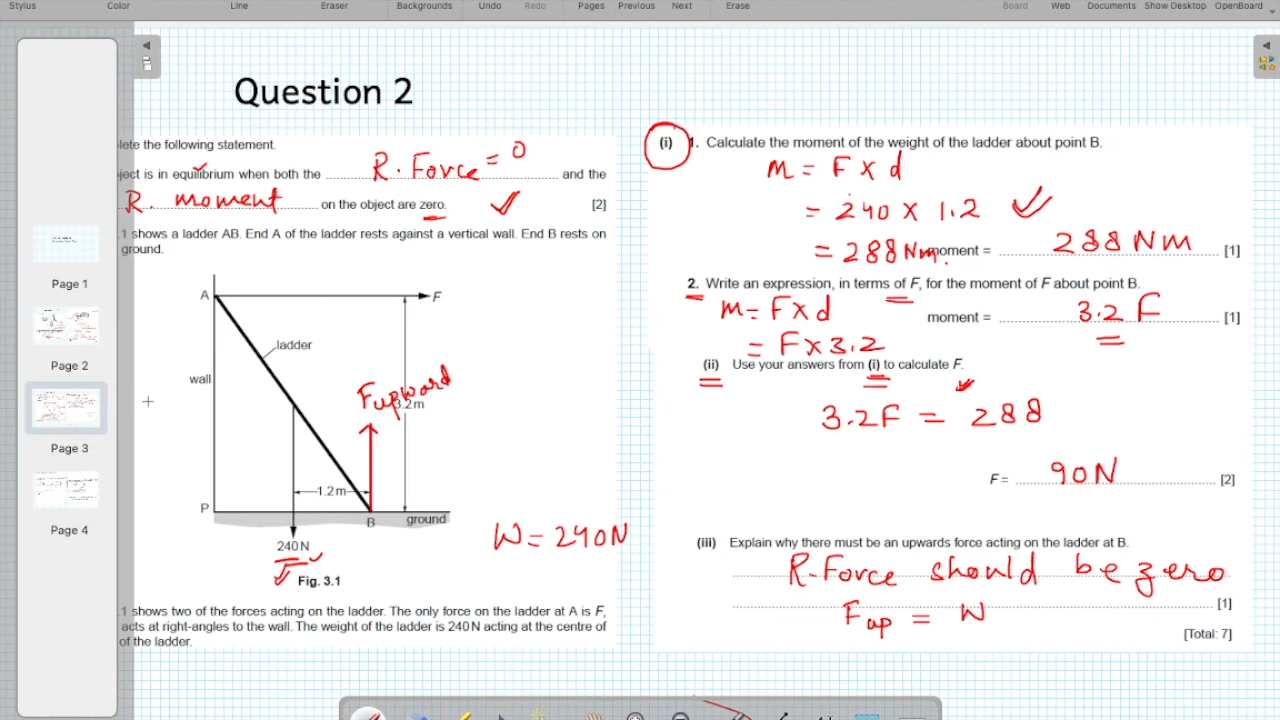 Stylus Color Line Eraser Backgrounds Undo Redo Pages Previous Next Erase Board Web Documents Show Desktop OpenBoard
Page 1
Page 2
Page 3
Page 4
Question 2
lete the following statement.
ject is in equilibrium when both the R. Force = 0 and the
R. moment on the object are zero. [2]
1 shows a ladder AB. End A of the ladder rests against a vertical wall. End B rests on
ground.
A
F
ladder
wall
F upward
3.2 m
1.2 m
P
B
ground
240 N
W = 240N
Fig. 3.1
1 shows two of the forces acting on the ladder. The only force on the ladder at A is F,
acts at right-angles to the wall. The weight of the ladder is 240 N acting at the centre of
of the ladder.
(i) 1. Calculate the moment of the weight of the ladder about point B.
m = F x d
= 240 x 1.2
= 288 Nm. moment = 288 Nm [1]
2. Write an expression, in terms of F, for the moment of F about point B.
m = F x d
moment = 3.2 F [1]
= F x 3.2
(ii) Use your answers from (i) to calculate F.
3.2F = 288
F = 90N [2]
(iii) Explain why there must be an upwards force acting on the ladder at B.
R.Force should be zero
[1]
F up = W
[Total: 7]